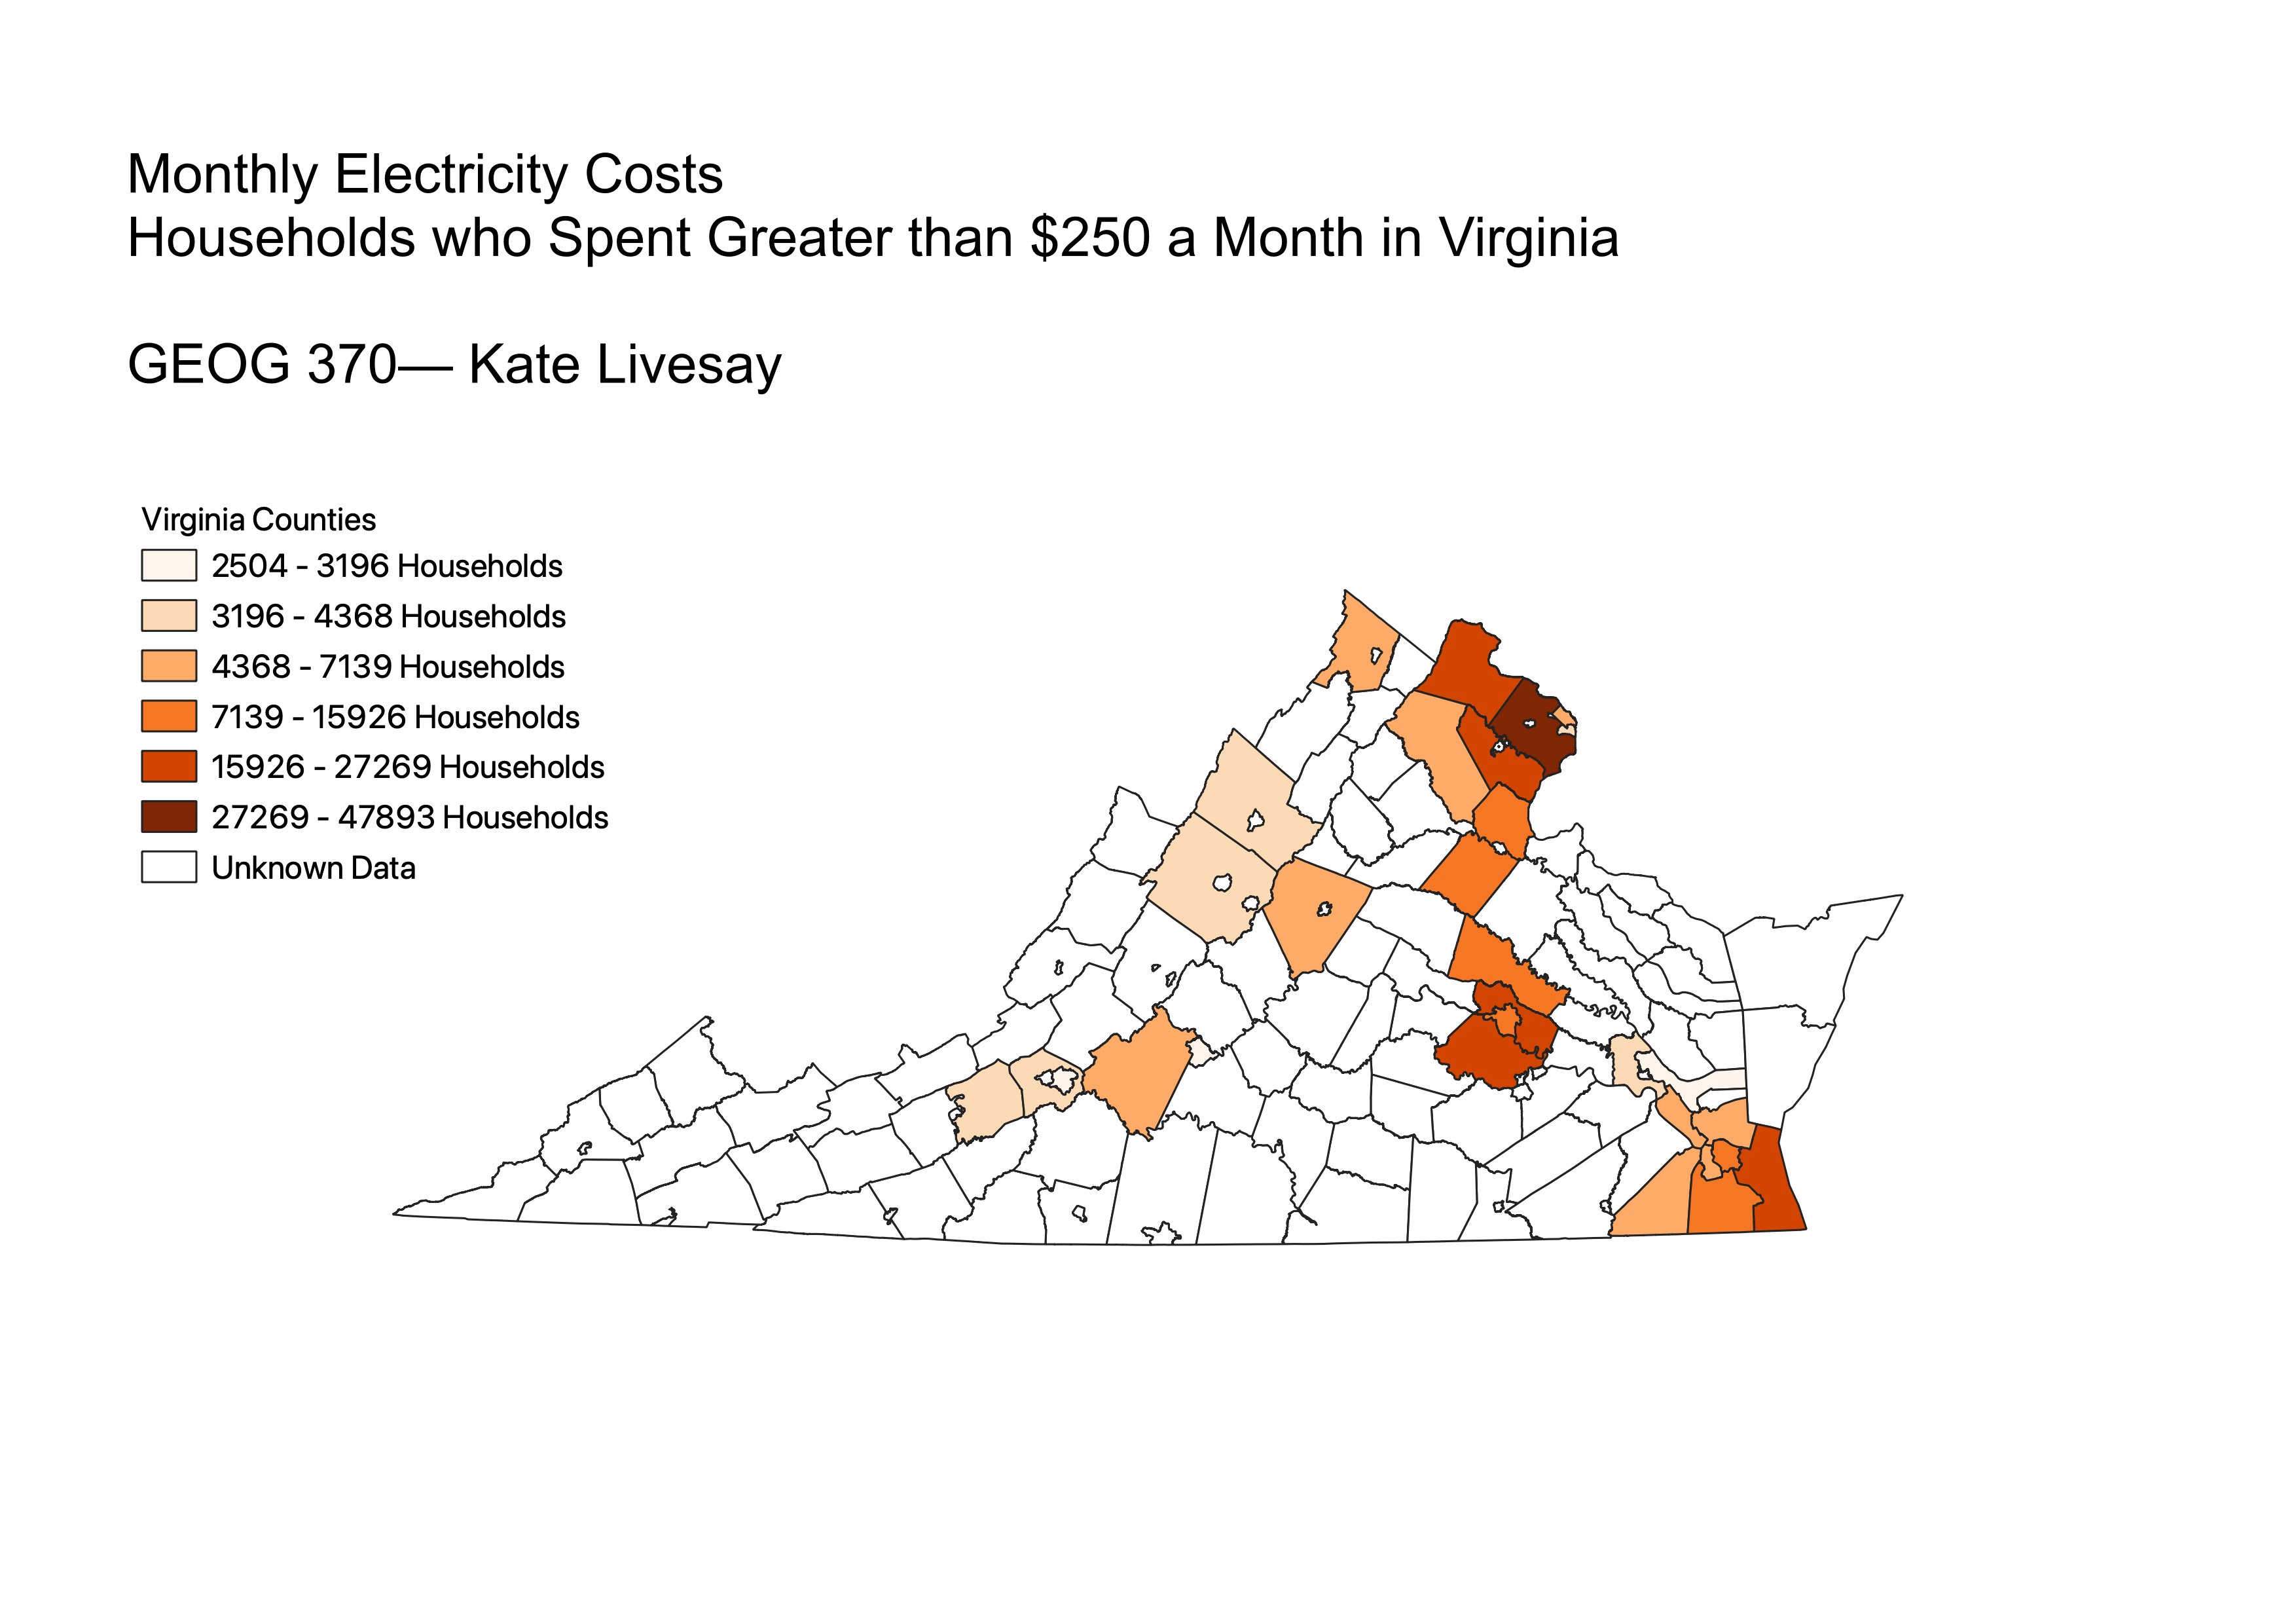 Monthly Electricity Costs
Households who Spent Greater than $250 a Month in Virginia
GEOG 370— Kate Livesay
Virginia Counties
2504 - 3196 Households
3196 - 4368 Households
4368 - 7139 Households
7139 - 15926 Households
15926 - 27269 Households
27269 - 47893 Households
Unknown Data